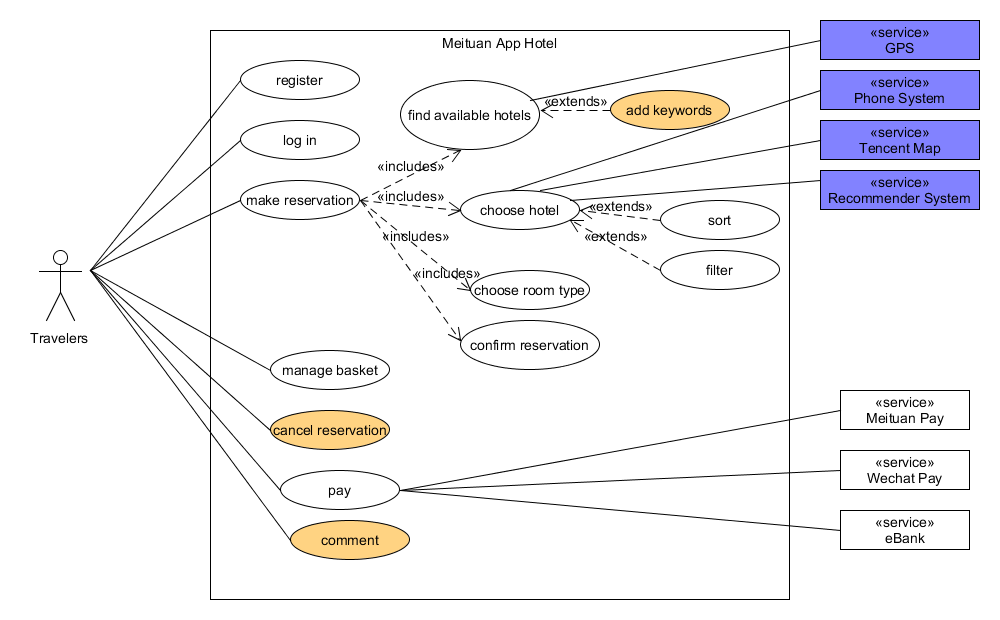 Meituan App Hotel
«service»
GPS
register
find available hotels
«extends»
add keywords
«service»
Phone System
log in
«service»
Tencent Map
«includes»
make reservation
«includes»
choose hotel
«extends»
sort
«service»
Recommender System
«includes»
«extends»
filter
«includes»
choose room type
Travelers
confirm reservation
manage basket
cancel reservation
pay
comment
«service»
Meituan Pay
«service»
Wechat Pay
«service»
eBank